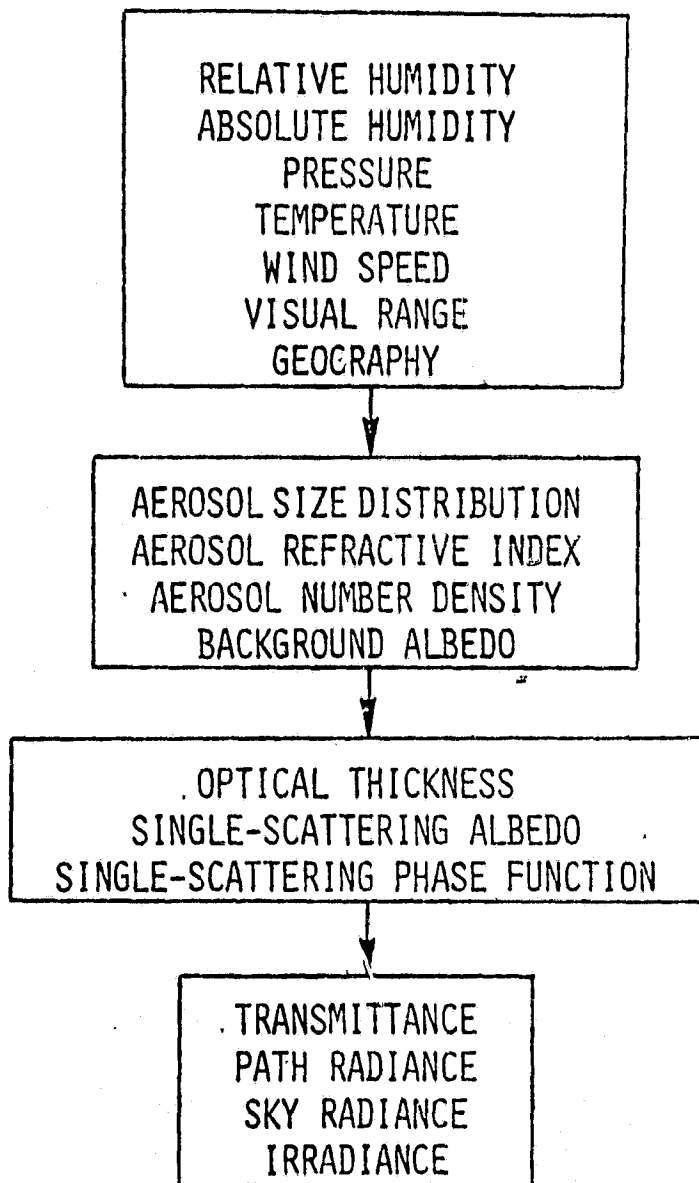 RELATIVE HUMIDITY
ABSOLUTE HUMIDITY
PRESSURE
TEMPERATURE
WIND SPEED
VISUAL RANGE
GEOGRAPHY
AEROSOL SIZE DISTRIBUTION
AEROSOL REFRACTIVE INDEX
AEROSOL NUMBER DENSITY
BACKGROUND ALBEDO
OPTICAL THICKNESS
SINGLE-SCATTERING ALBEDO
SINGLE-SCATTERING PHASE FUNCTION
TRANSMITTANCE
PATH RADIANCE
SKY RADIANCE
IRRADIANCE